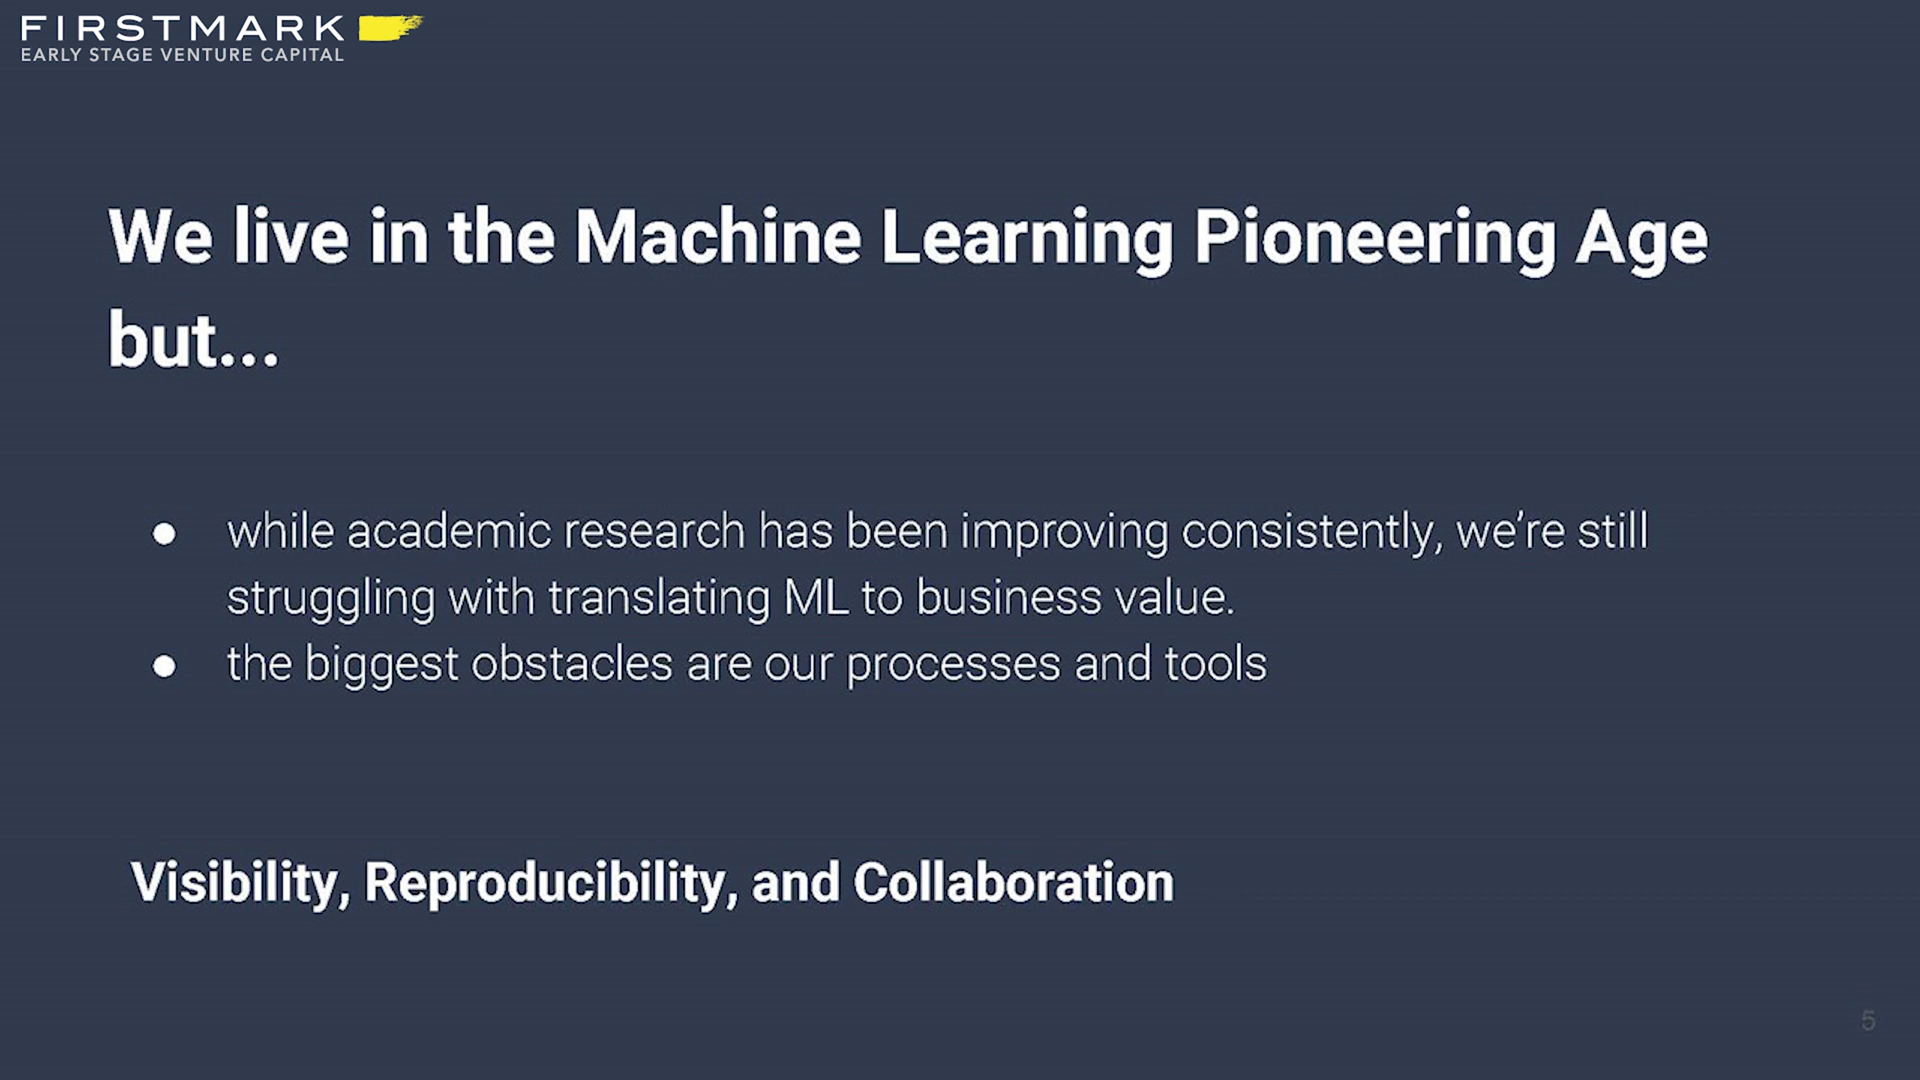 FIRSTMARK
EARLY STAGE VENTURE CAPITAL
We live in the Machine Learning Pioneering Age
but...
● while academic research has been improving consistently, we’re still
struggling with translating ML to business value.
● the biggest obstacles are our processes and tools
Visibility, Reproducibility, and Collaboration
5